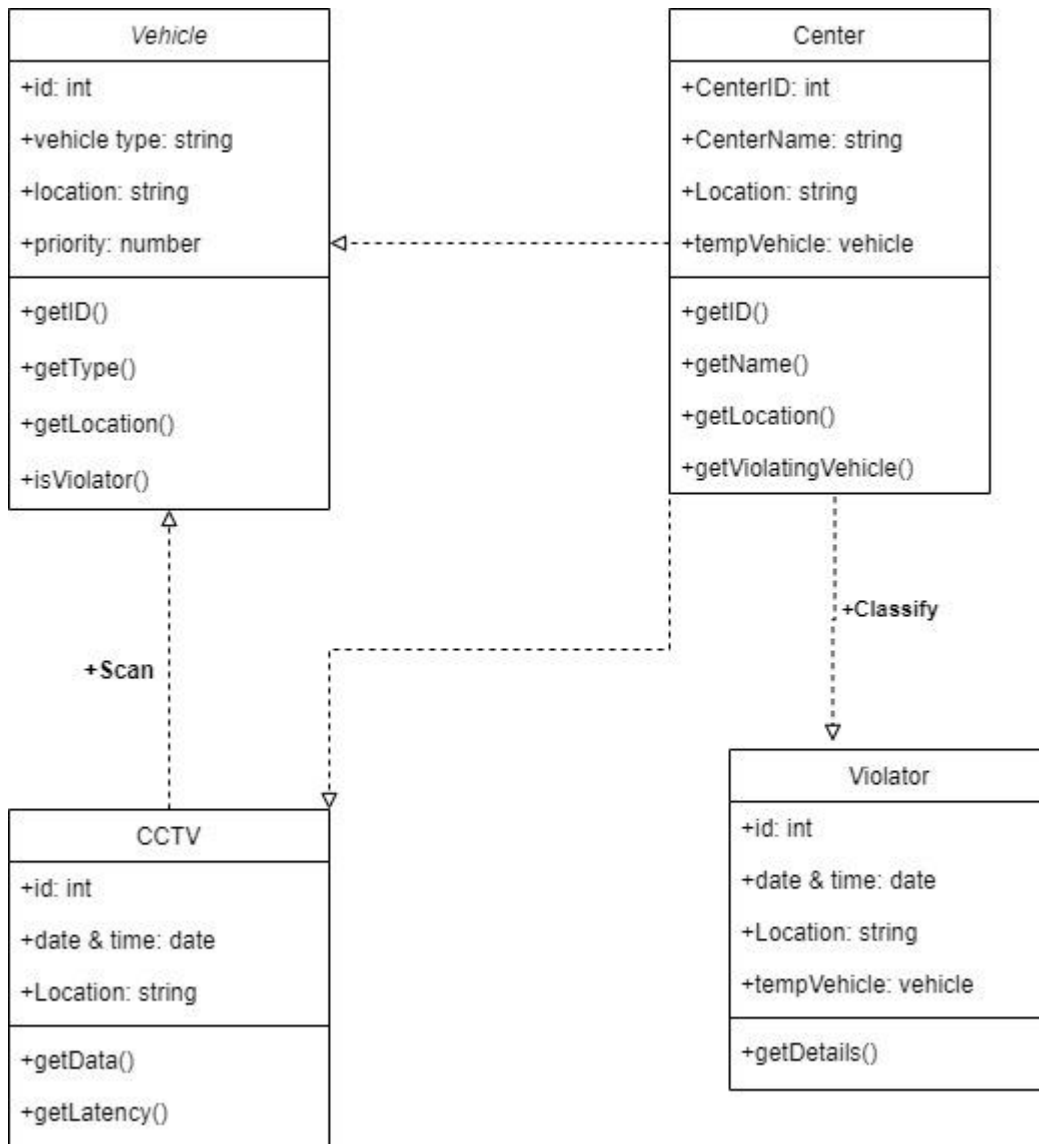 Vehicle
+id: int
+vehicle type: string
+location: string
+priority: number
+getID()
+getType()
+getLocation()
+isViolator()
Center
+CenterID: int
+CenterName: string
+Location: string
+tempVehicle: vehicle
+getID()
+getName()
+getLocation()
+getViolatingVehicle()
+Scan
+Classify
CCTV
+id: int
+date & time: date
+Location: string
+getData()
+getLatency()
Violator
+id: int
+date & time: date
+Location: string
+tempVehicle: vehicle
+getDetails()